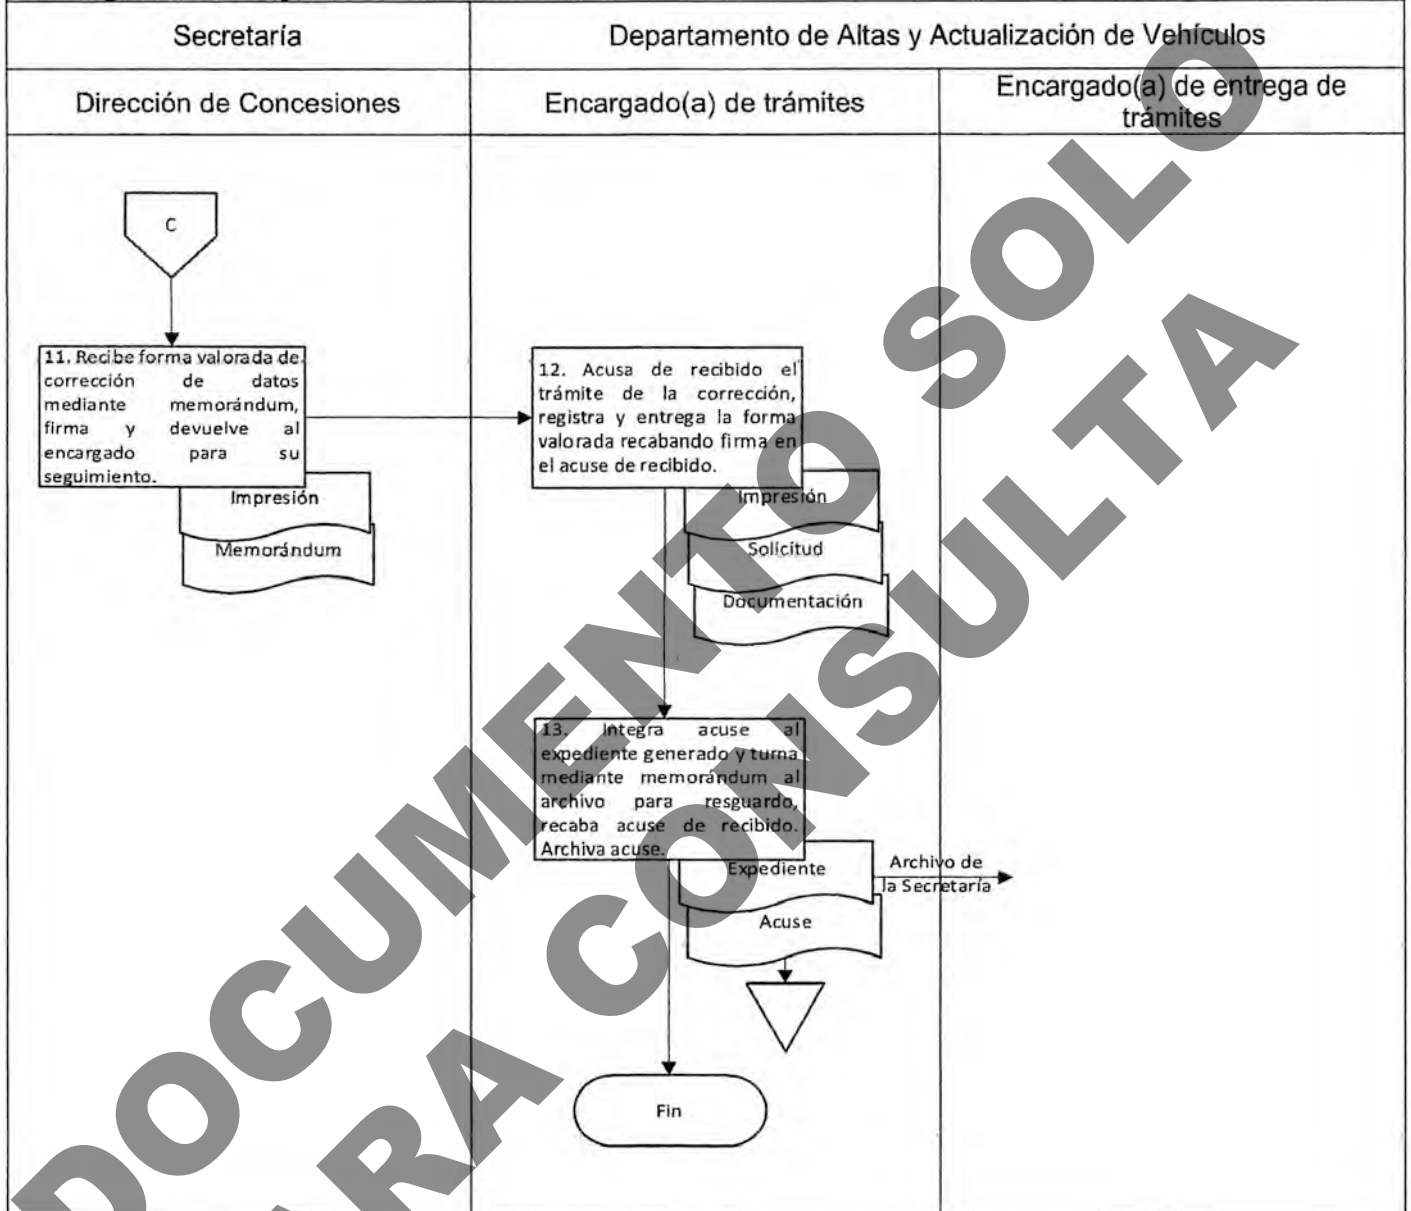 Secretaría
Departamento de Altas y Actualización de Vehículos
Dirección de Concesiones
Encargado(a) de trámites
Encargado(a) de entrega de
trámites
C
11. Recibe forma valorada de
corrección de datos
mediante memorándum,
firma y devuelve al
encargado para su
seguimiento.
Impresión
Memorándum
12. Acusa de recibido el
trámite de la corrección,
registra y entrega la forma
valorada recabando firma en
el acuse de recibido.
Impresión
Solicitud
Documentación
13. Integra acuse al
expediente generado y turna
mediante memorándum al
archivo para resguardo,
recaba acuse de recibido.
Archiva acuse.
Expediente
Acuse
Archivo de
la Secretaría
Fin
DOCUMENTO SOLO
PARA CONSULTA